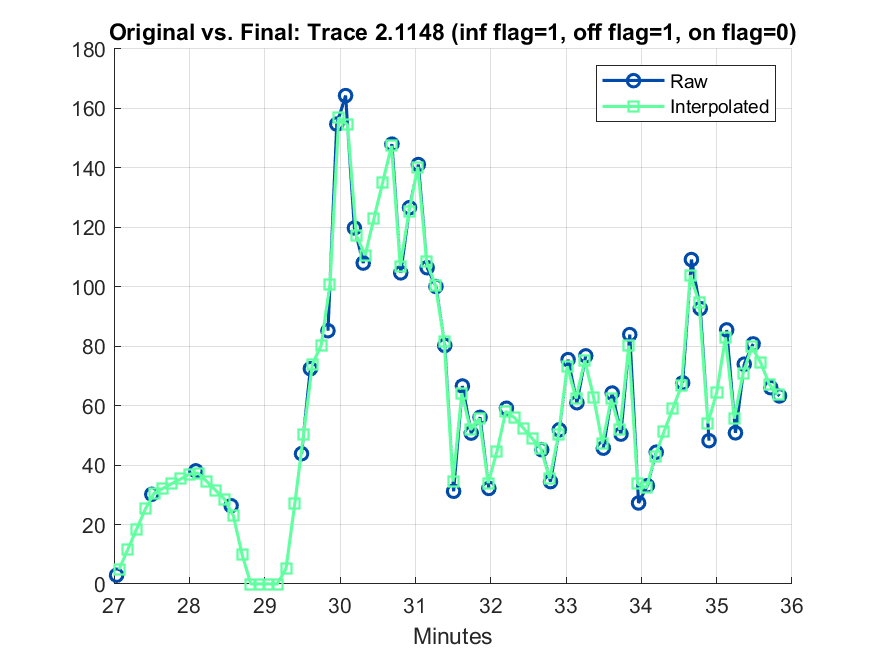 Original vs. Final: Trace 2.1148 (inf flag=1, off flag=1, on flag=0)
180
160
140
120
100
80
60
40
20
0
Raw
Interpolated
27 28 29 30 31 32 33 34 35 36
Minutes